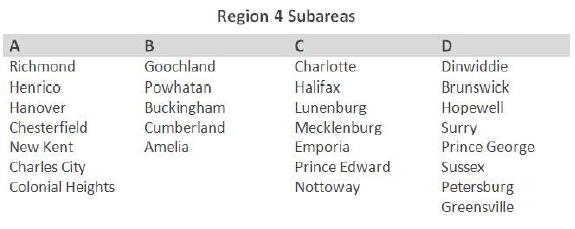 Region 4 Subareas
A B C D
Richmond Goochland Charlotte Dinwiddie
Henrico Powhatan Halifax Brunswick
Hanover Buckingham Lunenburg Hopewell
Chesterfield Cumberland Mecklenburg Surry
New Kent Amelia Emporia Prince George
Charles City Prince Edward Sussex
Colonial Heights Nottoway Petersburg
Greensville